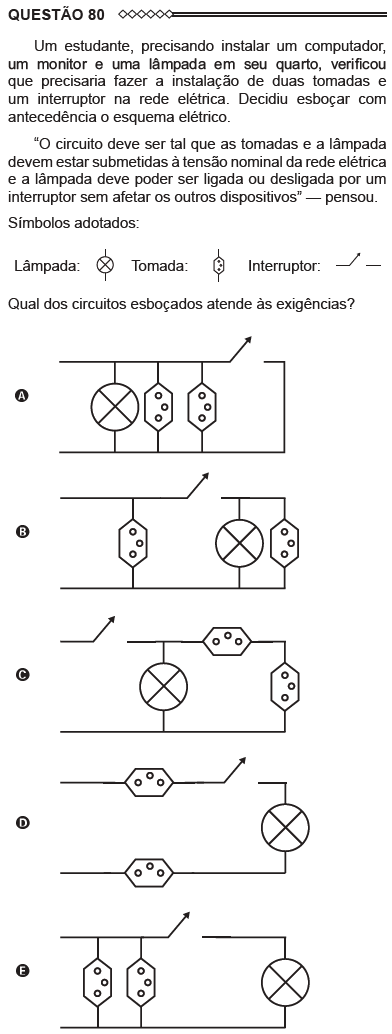 QUESTÃO 80
Um estudante, precisando instalar um computador,
um monitor e uma lâmpada em seu quarto, verificou
que precisaria fazer a instalação de duas tomadas e
um interruptor na rede elétrica. Decidiu esboçar com
antecedência o esquema elétrico.
“O circuito deve ser tal que as tomadas e a lâmpada
devem estar submetidas à tensão nominal da rede elétrica
e a lâmpada deve poder ser ligada ou desligada por um
interruptor sem afetar os outros dispositivos” — pensou.
Símbolos adotados:
Lâmpada: Tomada: Interruptor:
Qual dos circuitos esboçados atende às exigências?
A
B
C
D
E